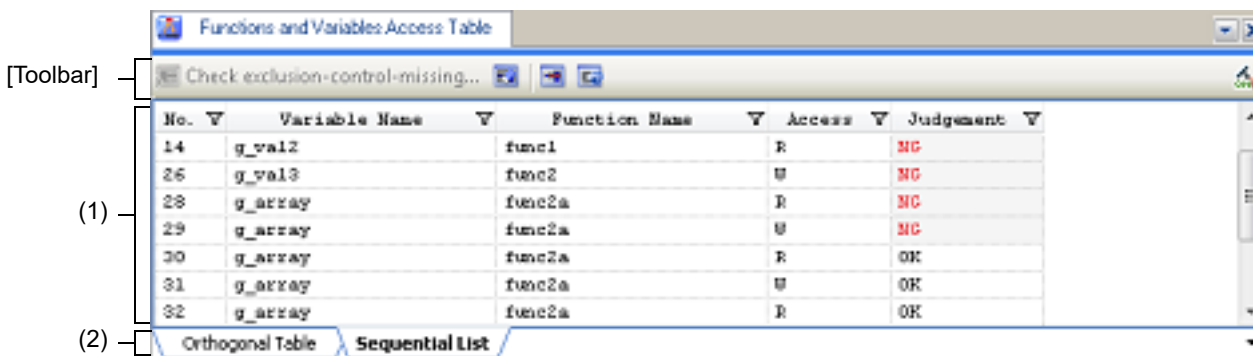 Functions and Variables Access Table
[Toolbar]
Check exclusion-control-missing...
(1)
No. Variable Name Function Name Access Judgement
14 g_val2 func1 R NG
26 g_val3 func2 W NG
28 g_array func2a R NG
29 g_array func2a W NG
30 g_array func2a R OK
31 g_array func2a W OK
32 g_array func2a R OK
(2)
Orthogonal Table Sequential List